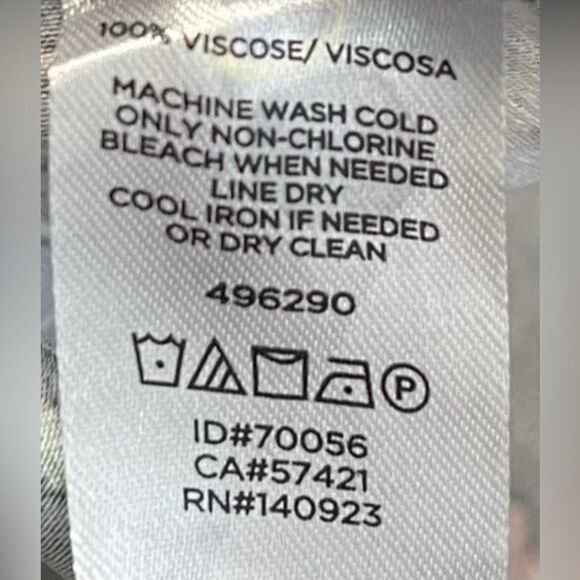 100% VISCOSE/ VISCOSA
MACHINE WASH COLD
ONLY NON-CHLORINE
BLEACH WHEN NEEDED
LINE DRY
COOL IRON IF NEEDED
OR DRY CLEAN
496290
P
ID#70056
CA#57421
RN#140923